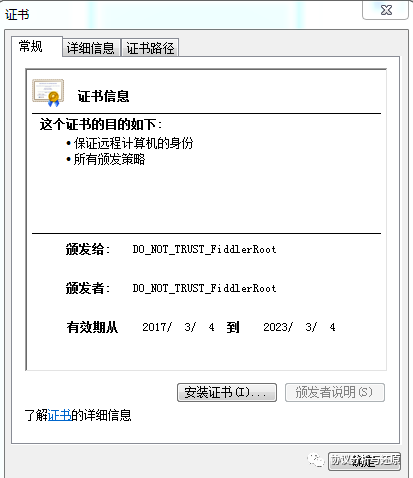 证书
常规 详细信息 证书路径
证书信息
这个证书的目的如下:
• 保证远程计算机的身份
• 所有颁发策略
颁发给: DO_NOT_TRUST_FiddlerRoot
颁发者: DO_NOT_TRUST_FiddlerRoot
有效期从 2017/ 3/ 4 到 2023/ 3/ 4
安装证书(I)... 颁发者说明(S)
了解证书的详细信息
确定
协议分析与还原